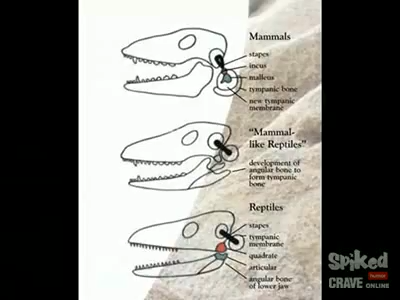 Mammals
stapes
incus
malleus
tympanic bone
new tympanic
membrane
"Mammal-
like Reptiles"
development of
angular bone to
form tympanic
bone
Reptiles
stapes
tympanic
membrane
quadrate
articular
angular bone
of lower jaw
Spiked
humor
CRAVE ONLINE